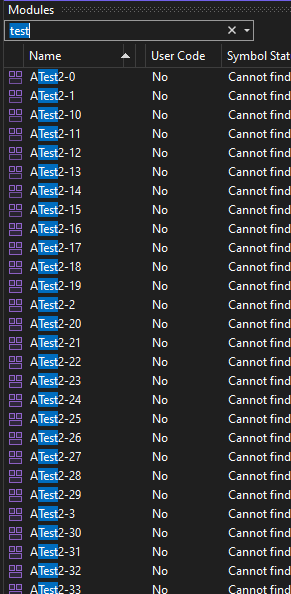 Modules
test
Name User Code Symbol Stat
ATest2-0 No Cannot find
ATest2-1 No Cannot find
ATest2-10 No Cannot find
ATest2-11 No Cannot find
ATest2-12 No Cannot find
ATest2-13 No Cannot find
ATest2-14 No Cannot find
ATest2-15 No Cannot find
ATest2-16 No Cannot find
ATest2-17 No Cannot find
ATest2-18 No Cannot find
ATest2-19 No Cannot find
ATest2-2 No Cannot find
ATest2-20 No Cannot find
ATest2-21 No Cannot find
ATest2-22 No Cannot find
ATest2-23 No Cannot find
ATest2-24 No Cannot find
ATest2-25 No Cannot find
ATest2-26 No Cannot find
ATest2-27 No Cannot find
ATest2-28 No Cannot find
ATest2-29 No Cannot find
ATest2-3 No Cannot find
ATest2-30 No Cannot find
ATest2-31 No Cannot find
ATest2-32 No Cannot find
ATest2-33 No Cannot find